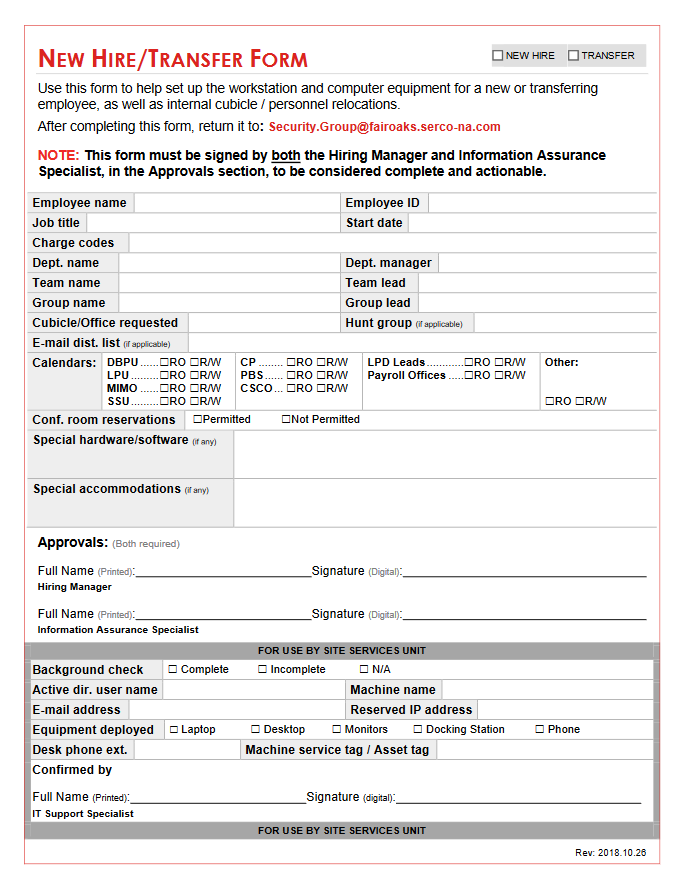 NEW HIRE/TRANSFER FORM
☐ NEW HIRE ☐ TRANSFER
Use this form to help set up the workstation and computer equipment for a new or transferring
employee, as well as internal cubicle / personnel relocations.
After completing this form, return it to: Security.Group@fairoaks.serco-na.com
NOTE: This form must be signed by both the Hiring Manager and Information Assurance
Specialist, in the Approvals section, to be considered complete and actionable.
Employee name Employee ID
Job title Start date
Charge codes
Dept. name Dept. manager
Team name Team lead
Group name Group lead
Cubicle/Office requested Hunt group (if applicable)
E-mail dist. list (if applicable)
Calendars: DBPU ......☐RO ☐R/W CP ........ ☐RO ☐R/W LPD Leads............☐RO ☐R/W Other:
LPU .........☐RO ☐R/W PBS....... ☐RO ☐R/W Payroll Offices .....☐RO ☐R/W
MIMO ......☐RO ☐R/W CSCO... ☐RO ☐R/W
SSU.........☐RO ☐R/W ☐RO ☐R/W
Conf. room reservations ☐Permitted ☐Not Permitted
Special hardware/software (if any)
Special accommodations (if any)
Approvals: (Both required)
Full Name (Printed):____________________Signature (Digital):____________________
Hiring Manager
Full Name (Printed):____________________Signature (Digital):____________________
Information Assurance Specialist
FOR USE BY SITE SERVICES UNIT
Background check ☐ Complete ☐ Incomplete ☐ N/A
Active dir. user name Machine name
E-mail address Reserved IP address
Equipment deployed ☐ Laptop ☐ Desktop ☐ Monitors ☐ Docking Station ☐ Phone
Desk phone ext. Machine service tag / Asset tag
Confirmed by
Full Name (Printed):____________________Signature (digital):____________________
IT Support Specialist
FOR USE BY SITE SERVICES UNIT
Rev: 2018.10.26